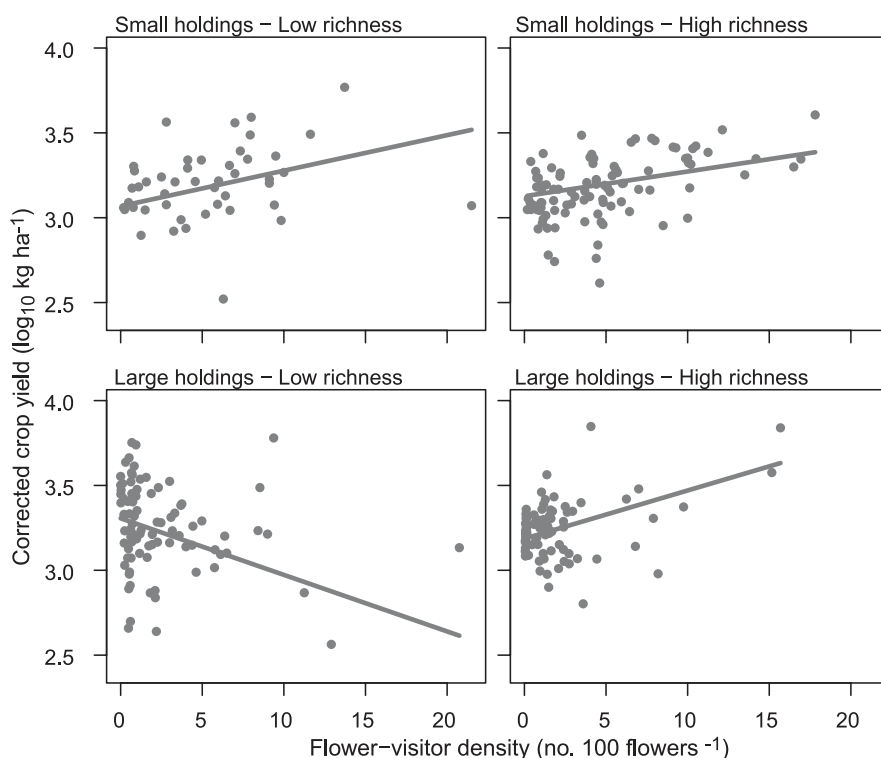 Small holdings − Low richness
Small holdings − High richness
4.0
3.5
3.0
2.5
Large holdings − Low richness
Large holdings − High richness
4.0
3.5
3.0
2.5
Corrected crop yield (log10 kg ha-1)
0 5 10 15 20
0 5 10 15 20
Flower−visitor density (no. 100 flowers -1)